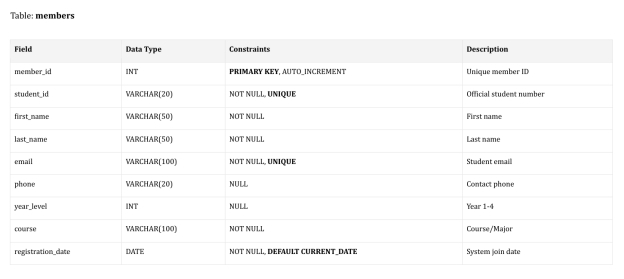 Table: members
Field Data Type Constraints Description
member_id INT PRIMARY KEY, AUTO_INCREMENT Unique member ID
student_id VARCHAR(20) NOT NULL, UNIQUE Official student number
first_name VARCHAR(50) NOT NULL First name
last_name VARCHAR(50) NOT NULL Last name
email VARCHAR(100) NOT NULL, UNIQUE Student email
phone VARCHAR(20) NULL Contact phone
year_level INT NULL Year 1-4
course VARCHAR(100) NOT NULL Course/Major
registration_date DATE NOT NULL, DEFAULT CURRENT_DATE System join date